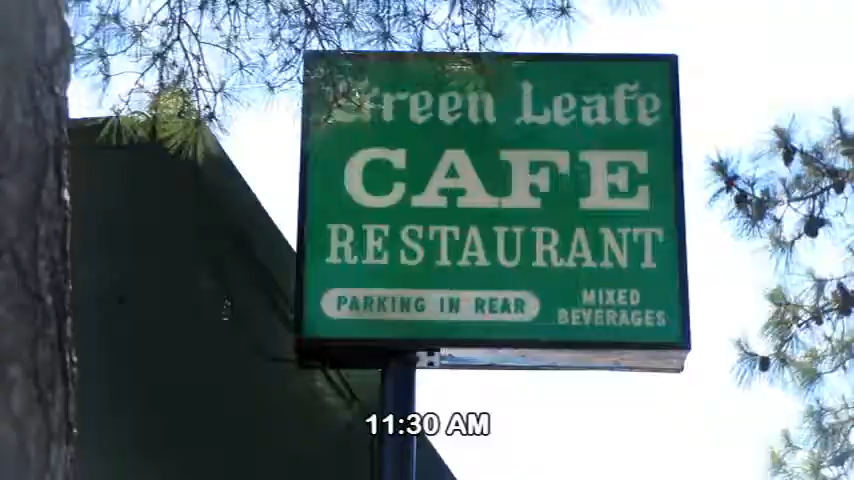 Green Leafe
CAFE
RESTAURANT
PARKING IN REAR
MIXED
BEVERAGES
11:30 AM